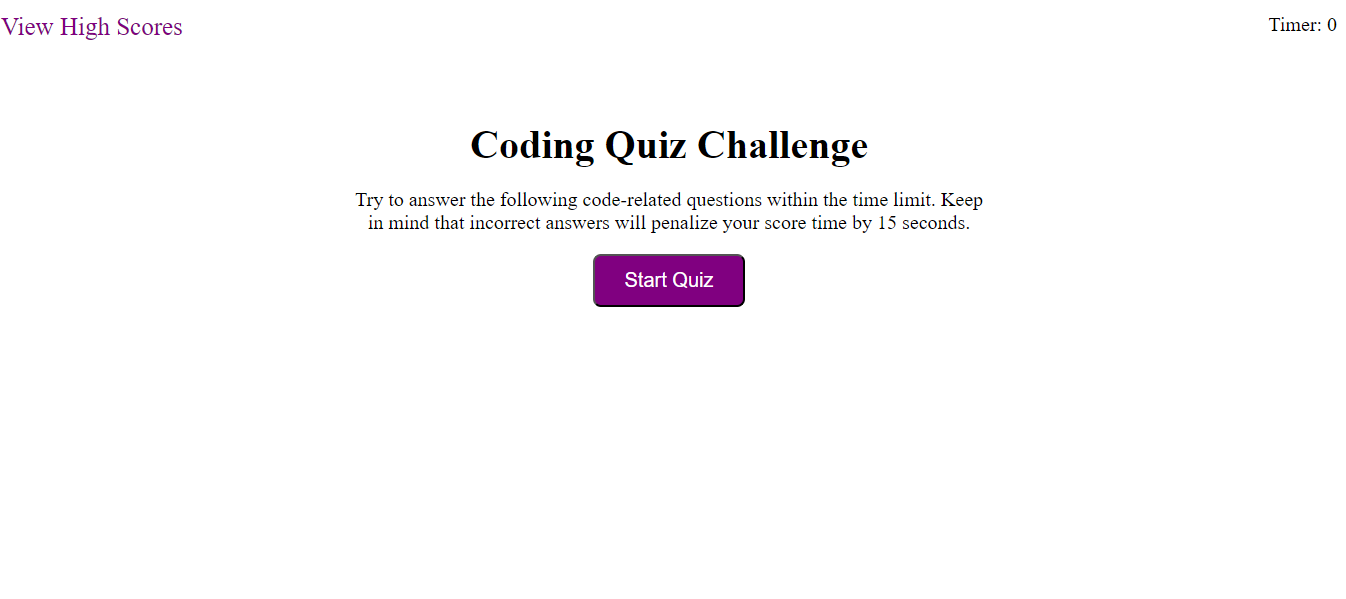 View High Scores
Timer: 0
Coding Quiz Challenge
Try to answer the following code-related questions within the time limit. Keep
in mind that incorrect answers will penalize your score time by 15 seconds.
Start Quiz